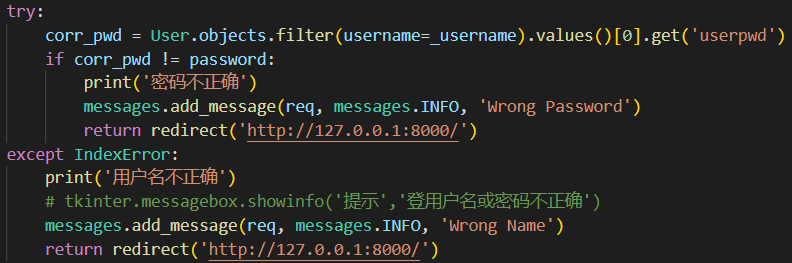 try:
    corr_pwd = User.objects.filter(username=_username).values()[0].get('userpwd')
    if corr_pwd != password:
        print('密码不正确')
        messages.add_message(req, messages.INFO, 'Wrong Password')
        return redirect('http://127.0.0.1:8000/')
except IndexError:
    print('用户名不正确')
    # tkinter.messagebox.showinfo('提示','登用户名或密码不正确')
    messages.add_message(req, messages.INFO, 'Wrong Name')
    return redirect('http://127.0.0.1:8000/')